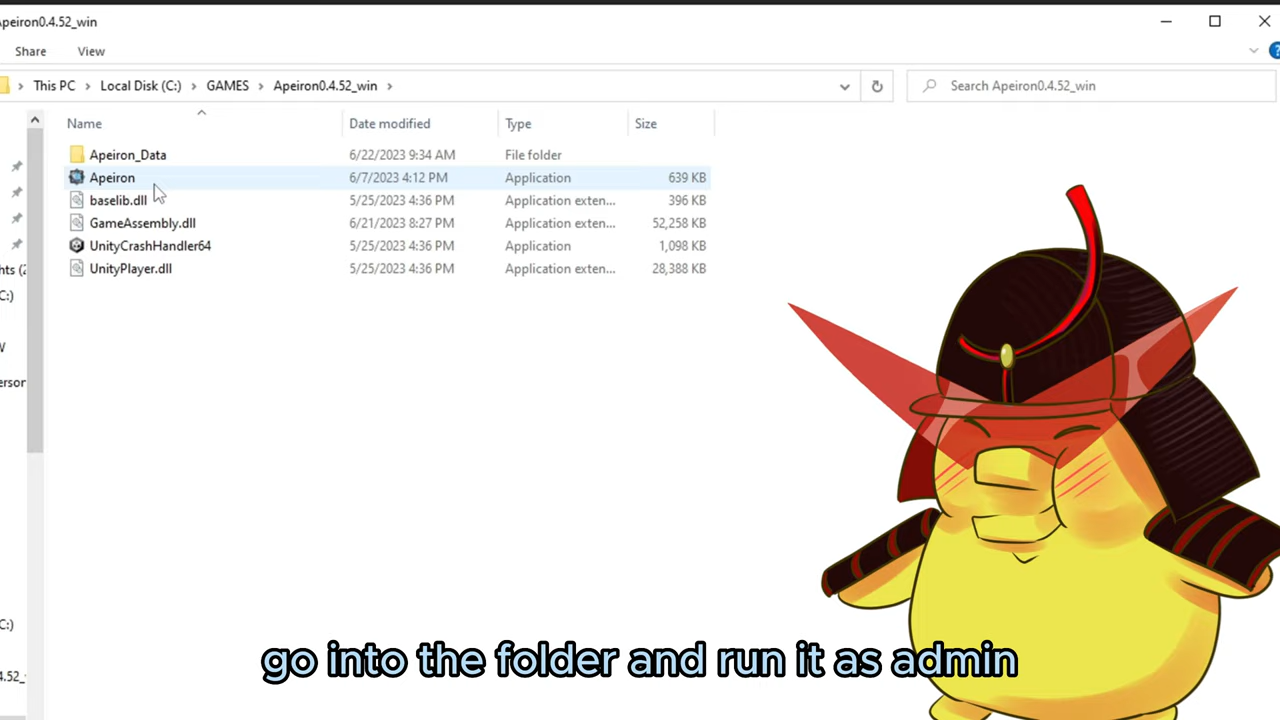 Apeiron0.4.52_win
Share View
This PC > Local Disk (C:) > GAMES > Apeiron0.4.52_win >
Search Apeiron0.4.52_win
Name Date modified Type Size
Apeiron_Data 6/22/2023 9:34 AM File folder
Apeiron 6/7/2023 4:12 PM Application 639 KB
baselib.dll 5/25/2023 4:36 PM Application exten... 396 KB
GameAssembly.dll 6/21/2023 8:27 PM Application exten... 52,258 KB
UnityCrashHandler64 5/25/2023 4:36 PM Application 1,098 KB
UnityPlayer.dll 5/25/2023 4:36 PM Application exten... 28,388 KB
C:)
C:)
4.52_
go into the folder and run it as admin